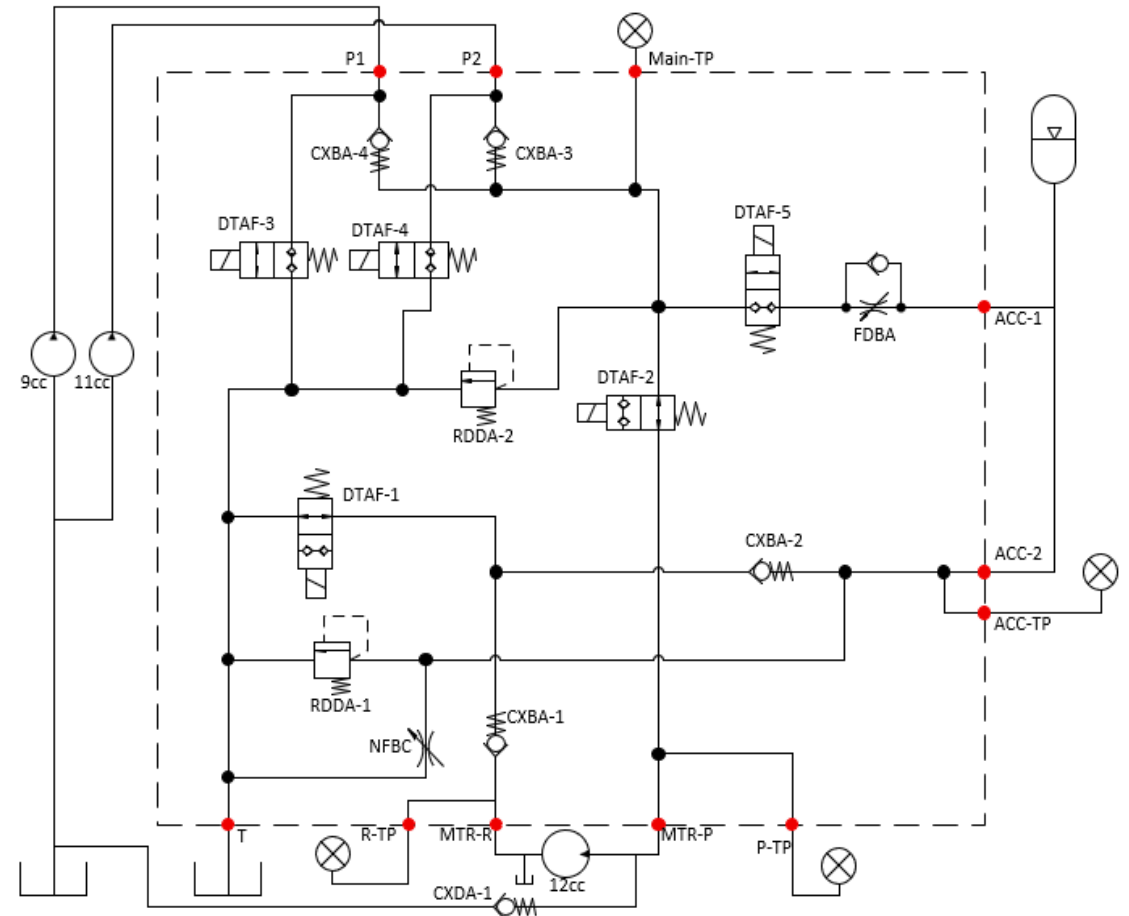 P1
P2
Main-TP
CXBA-4
CXBA-3
DTAF-3
DTAF-4
DTAF-5
ACC-1
FDBA
9cc
11cc
DTAF-2
RDDA-2
DTAF-1
CXBA-2
ACC-2
ACC-TP
RDDA-1
CXBA-1
NFBC
T
R-TP
MTR-R
MTR-P
P-TP
12cc
CXDA-1